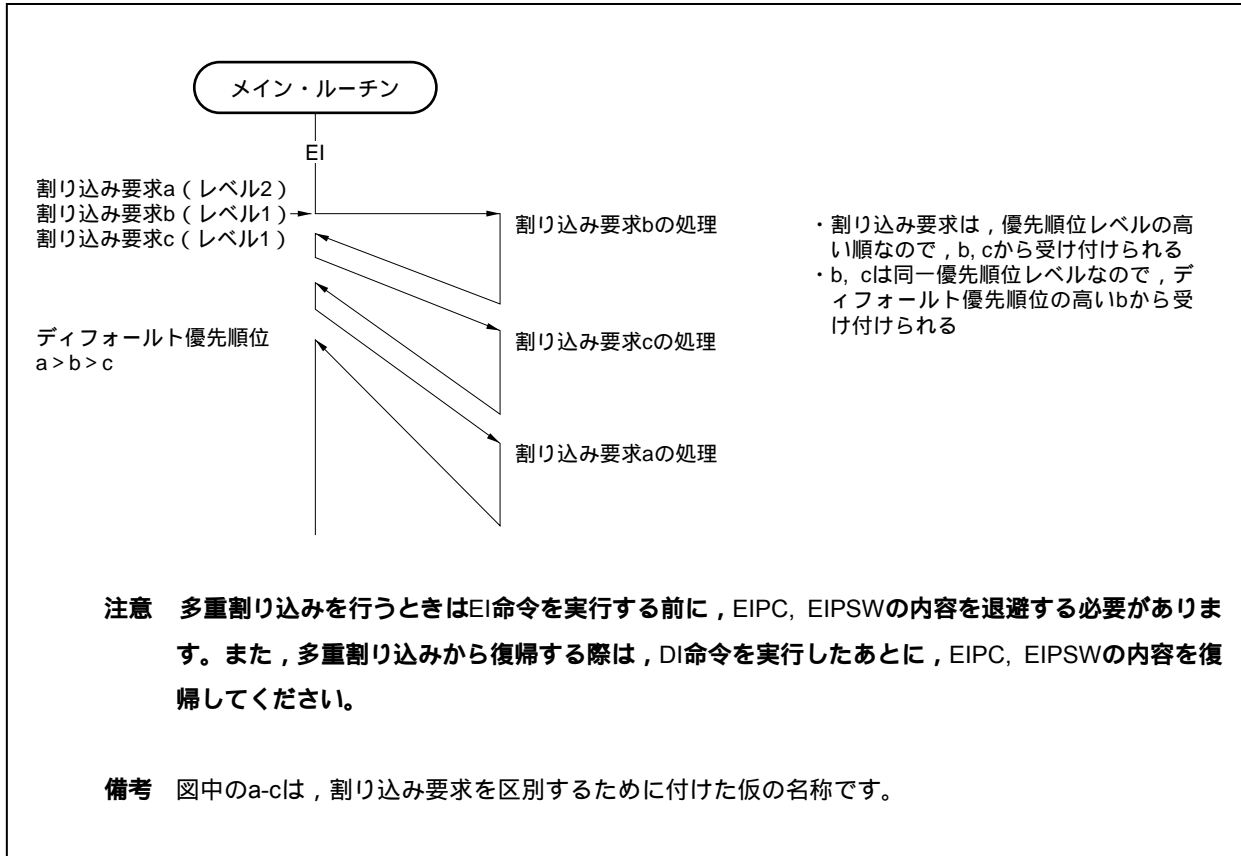 メイン・ルーチン
EI
割り込み要求a（レベル2）
割り込み要求b（レベル1）
割り込み要求c（レベル1）
割り込み要求bの処理
・割り込み要求は，優先順位レベルの高
い順なので，b, cから受け付けられる
・b, cは同一優先順位レベルなので，デ
ィフォールト優先順位の高いbから受
け付けられる
ディフォールト優先順位
a＞b＞c
割り込み要求cの処理
割り込み要求aの処理
注意 多重割り込みを行うときはEI命令を実行する前に，EIPC, EIPSWの内容を退避する必要がありま
す。また，多重割り込みから復帰する際は，DI命令を実行したあとに，EIPC, EIPSWの内容を復
帰してください。
備考 図中のa-cは，割り込み要求を区別するために付けた仮の名称です。